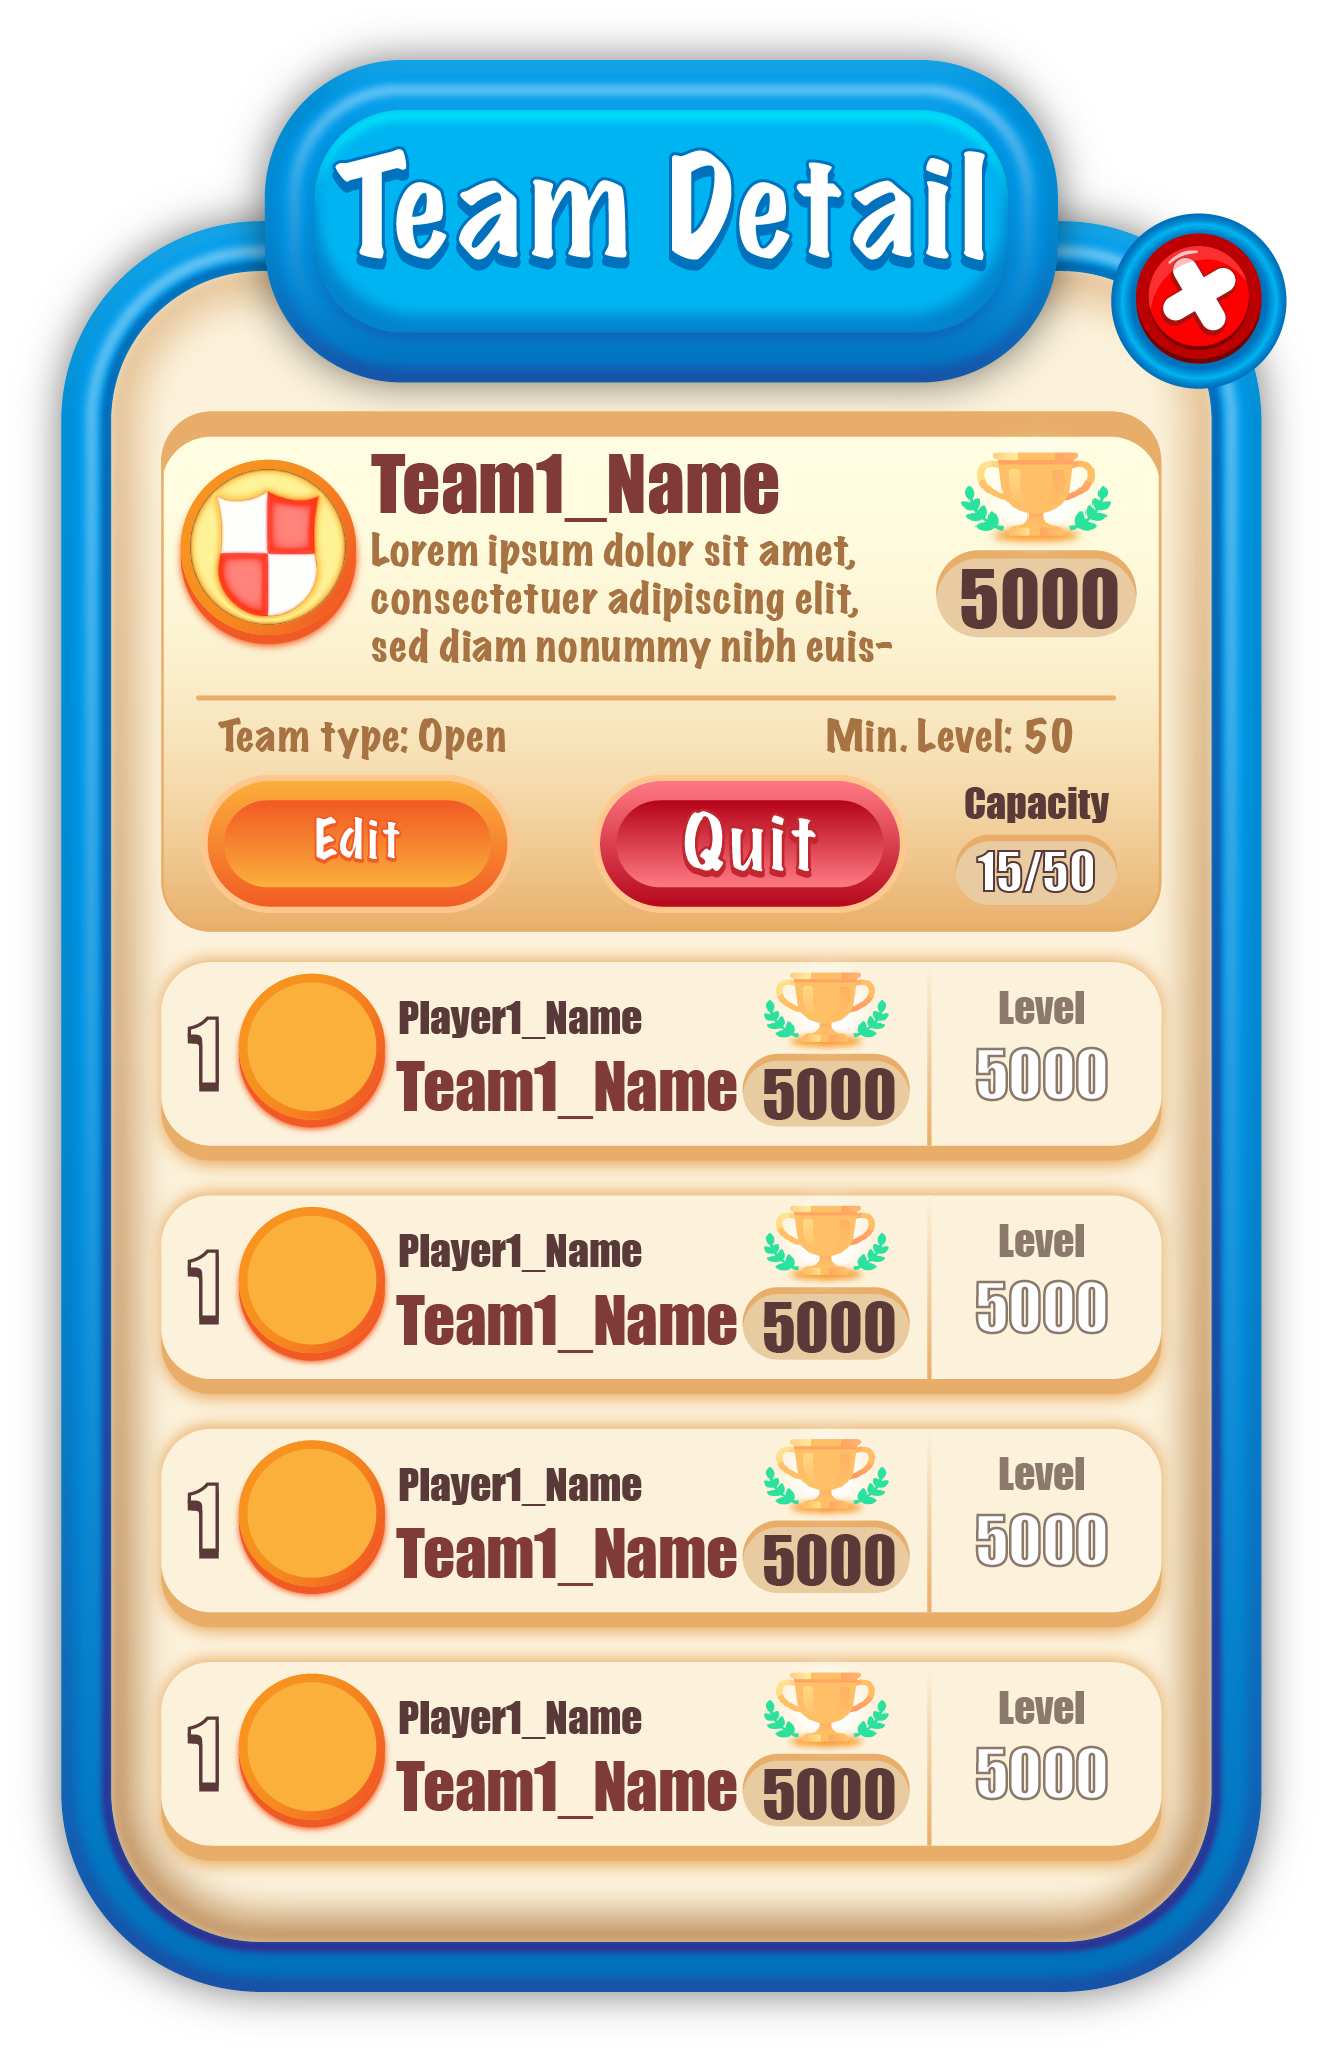 Team Detail
Team1_Name
Lorem ipsum dolor sit amet,
consectetuer adipiscing elit,
sed diam nonummy nibh euis-
5000
Team type: Open
Min. Level: 50
Edit
Quit
Capacity
15/50
1
Player1_Name
Team1_Name
5000
Level
5000
1
Player1_Name
Team1_Name
5000
Level
5000
1
Player1_Name
Team1_Name
5000
Level
5000
1
Player1_Name
Team1_Name
5000
Level
5000